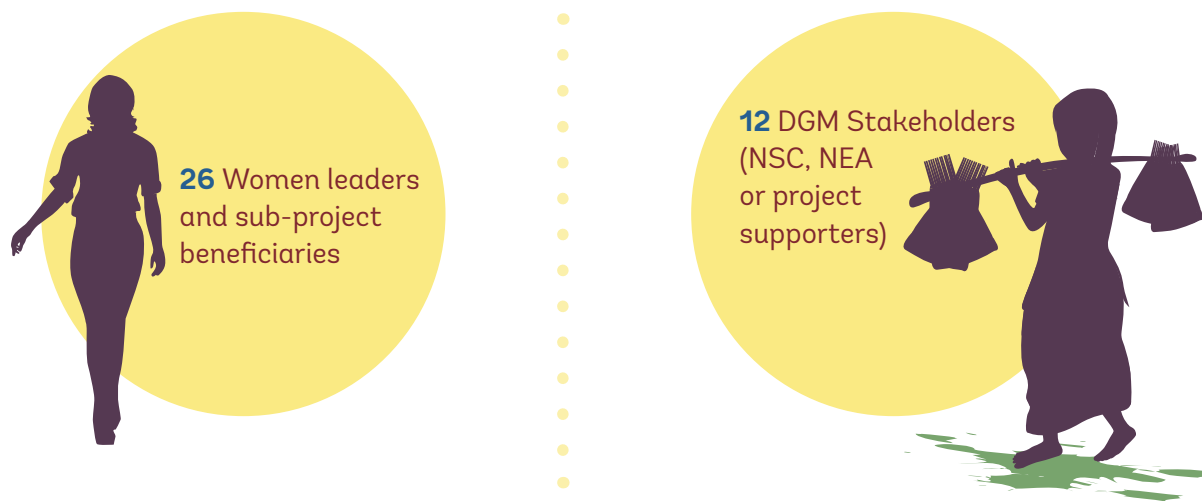 26 Women leaders
and sub-project
beneficiaries
12 DGM Stakeholders
(NSC, NEA
or project
supporters)